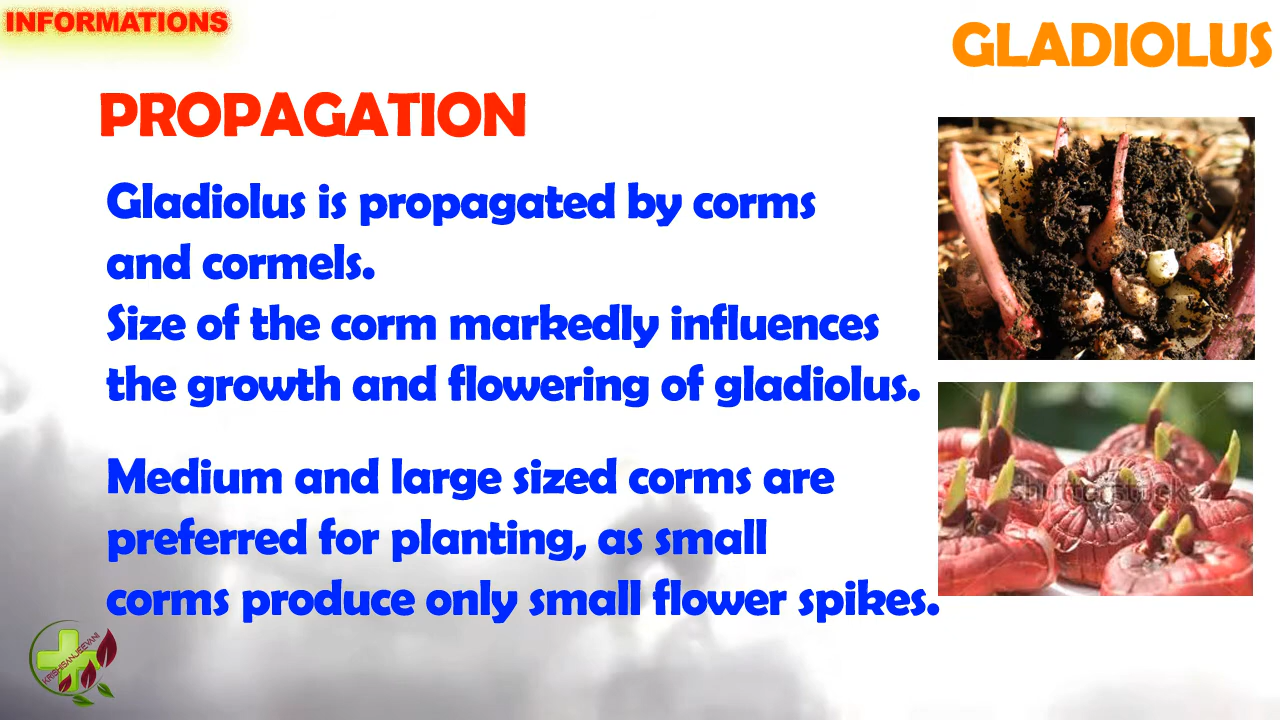 INFORMATIONS
GLADIOLUS
PROPAGATION
Gladiolus is propagated by corms
and cormels.
Size of the corm markedly influences
the growth and flowering of gladiolus.
Medium and large sized corms are
preferred for planting, as small
corms produce only small flower spikes.
shutterstock
KRISHISANJEEVANI